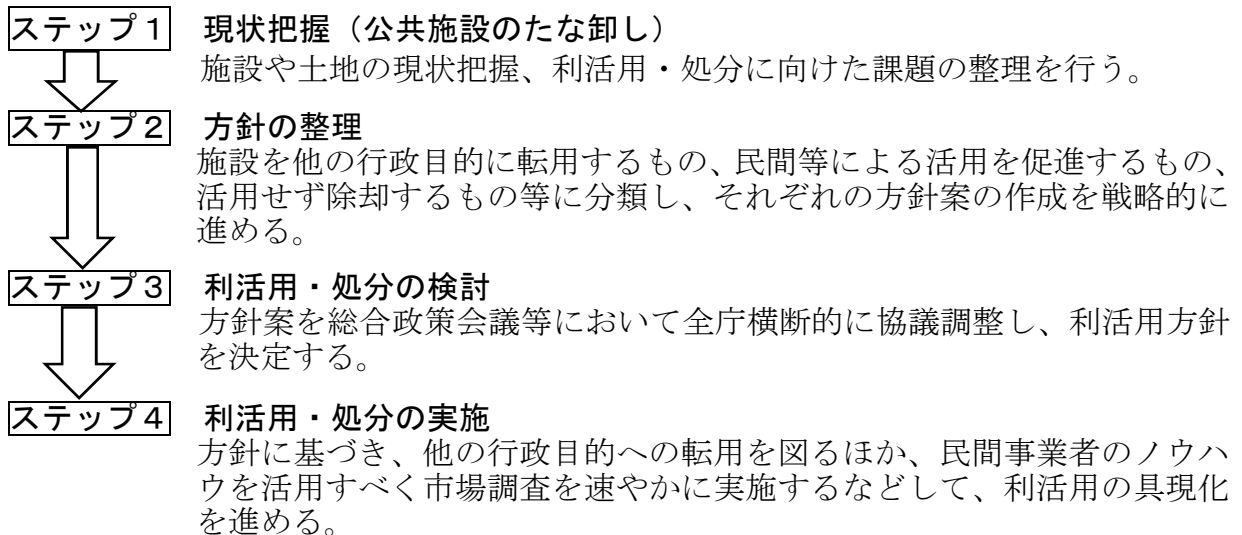 ステップ1 現状把握（公共施設のたな卸し）
施設や土地の現状把握、利活用・処分に向けた課題の整理を行う。
ステップ2 方針の整理
施設を他の行政目的に転用するもの、民間等による活用を促進するもの、
活用せず除却するもの等に分類し、それぞれの方針案の作成を戦略的に
進める。
ステップ3 利活用・処分の検討
方針案を総合政策会議等において全庁横断的に協議調整し、利活用方針
を決定する。
ステップ4 利活用・処分の実施
方針に基づき、他の行政目的への転用を図るほか、民間事業者のノウハ
ウを活用すべく市場調査を速やかに実施するなどして、利活用の具現化
を進める。